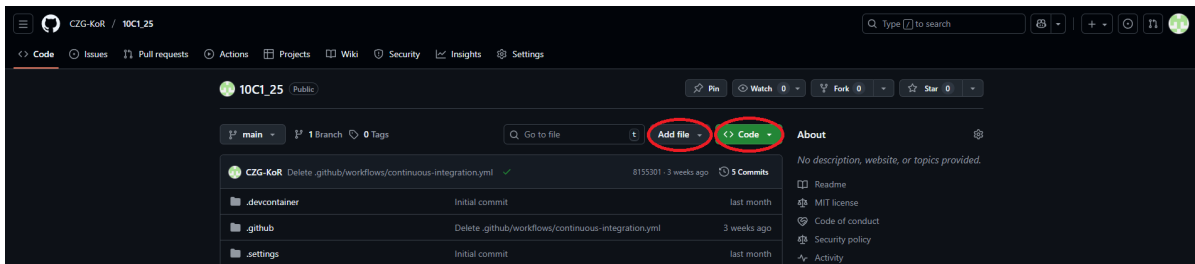 CZG-KoR / 10C1_25
Type / to search
<> Code Issues Pull requests Actions Projects Wiki Security Insights Settings
10C1_25 Public
Pin Watch 0 Fork 0 Star 0
main 1 Branch 0 Tags Go to file t Add file <> Code About
No description, website, or topics provided.
CZG-KoR Delete .github/workflows/continuous-integration.yml 8155301 · 3 weeks ago 5 Commits
Readme
.devcontainer Initial commit last month
MIT license
.github Delete .github/workflows/continuous-integration.yml 3 weeks ago
Code of conduct
Security policy
.settings Initial commit last month
Activity